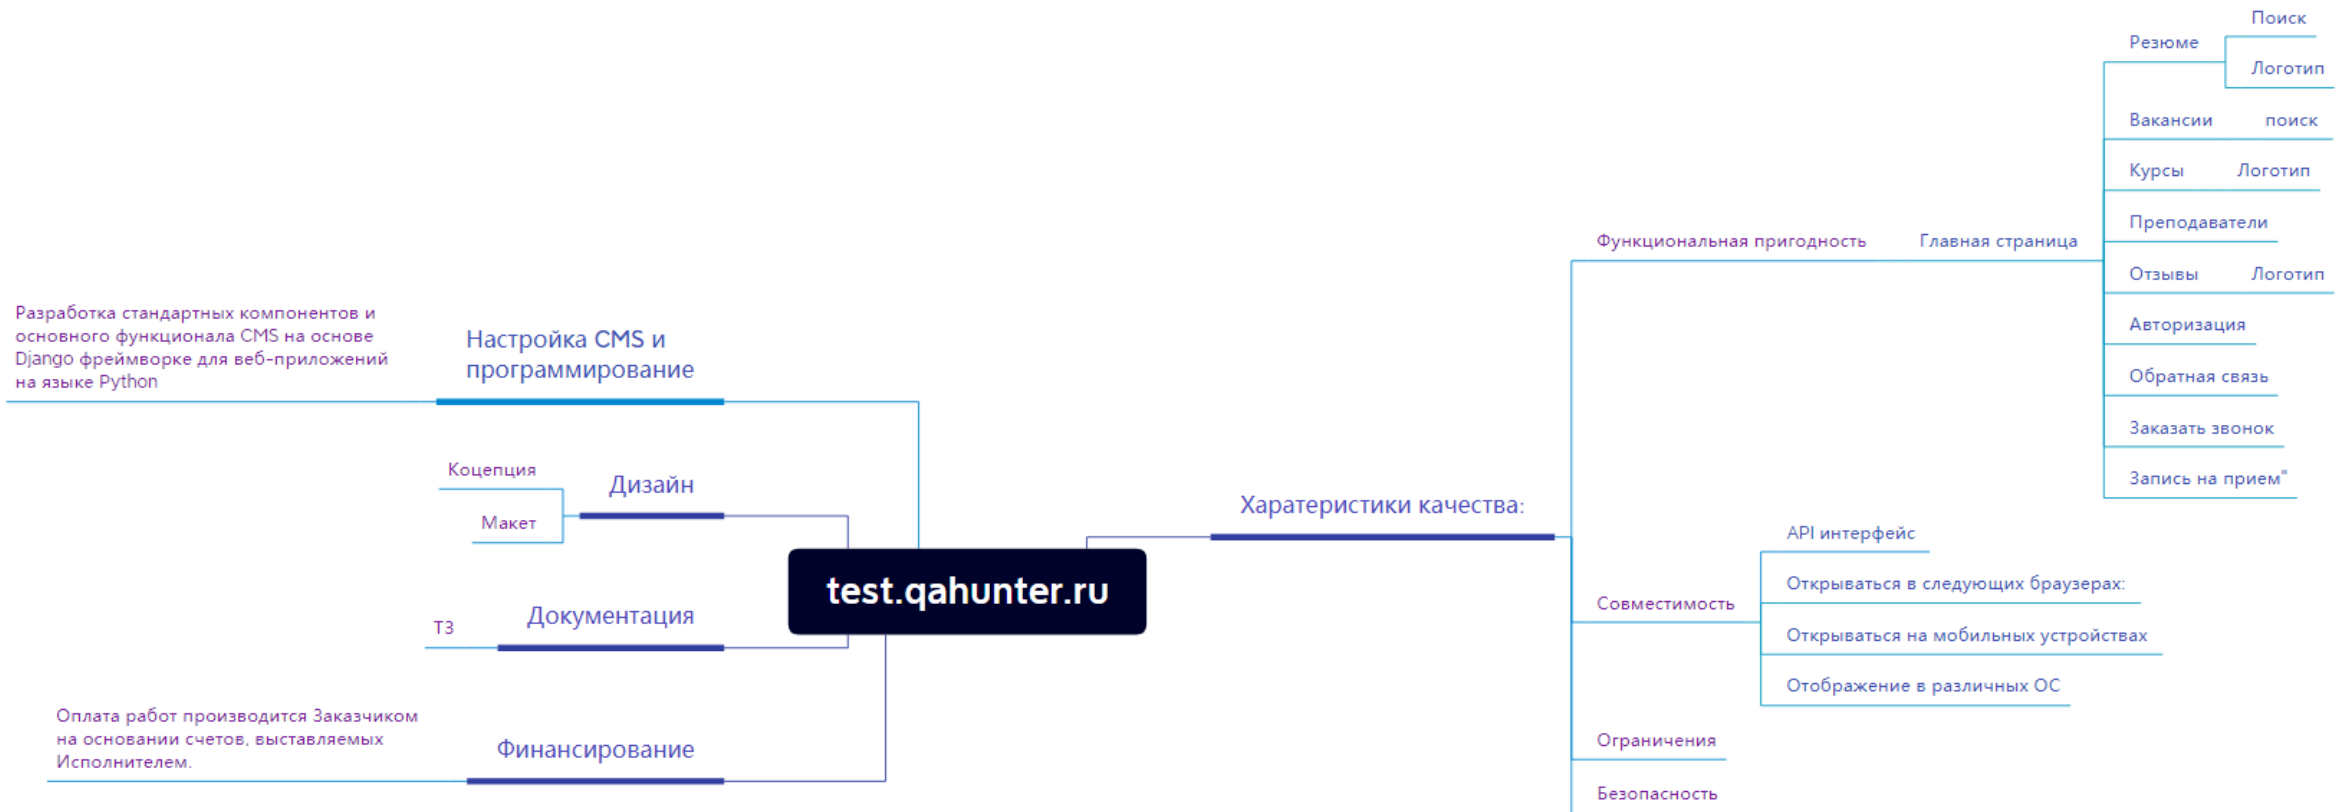 Поиск
Резюме
Логотип
Вакансии поиск
Курсы Логотип
Преподаватели
Функциональная пригодность Главная страница
Отзывы Логотип
Авторизация
Обратная связь
Заказать звонок
Запись на прием"
Разработка стандартных компонентов и
основного функционала CMS на основе
Django фреймворке для веб-приложений
на языке Python
Настройка CMS и
программирование
Коцепция
Дизайн
Макет
Харатеристики качества:
test.qahunter.ru
API интерфейс
Открываться в следующих браузерах:
Совместимость
Открываться на мобильных устройствах
Отображение в различных ОС
Документация
ТЗ
Оплата работ производится Заказчиком
на основании счетов, выставляемых
Исполнителем.
Финансирование
Ограничения
Безопасность